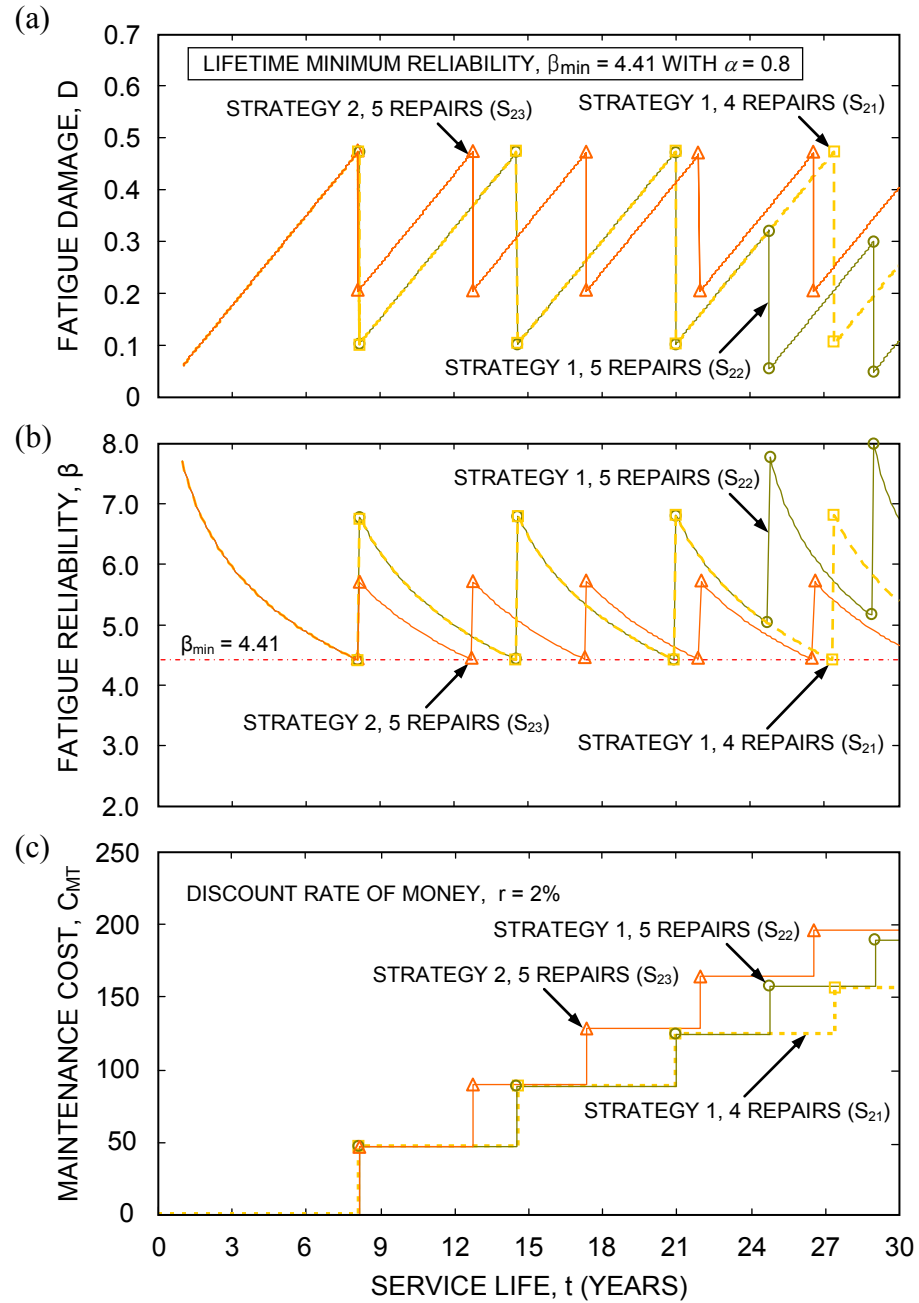 (a)
0.7
0.6
0.5
0.4
0.3
0.2
0.1
0
FATIGUE DAMAGE, D
LIFETIME MINIMUM RELIABILITY, βmin = 4.41 WITH α = 0.8
STRATEGY 2, 5 REPAIRS (S23)
STRATEGY 1, 4 REPAIRS (S21)
STRATEGY 1, 5 REPAIRS (S22)
(b)
8.0
7.0
6.0
5.0
4.0
3.0
2.0
FATIGUE RELIABILITY, β
STRATEGY 1, 5 REPAIRS (S22)
βmin = 4.41
STRATEGY 2, 5 REPAIRS (S23)
STRATEGY 1, 4 REPAIRS (S21)
(c)
250
200
150
100
50
0
MAINTENANCE COST, CMT
DISCOUNT RATE OF MONEY, r = 2%
STRATEGY 1, 5 REPAIRS (S22)
STRATEGY 2, 5 REPAIRS (S23)
STRATEGY 1, 4 REPAIRS (S21)
0 3 6 9 12 15 18 21 24 27 30
SERVICE LIFE, t (YEARS)